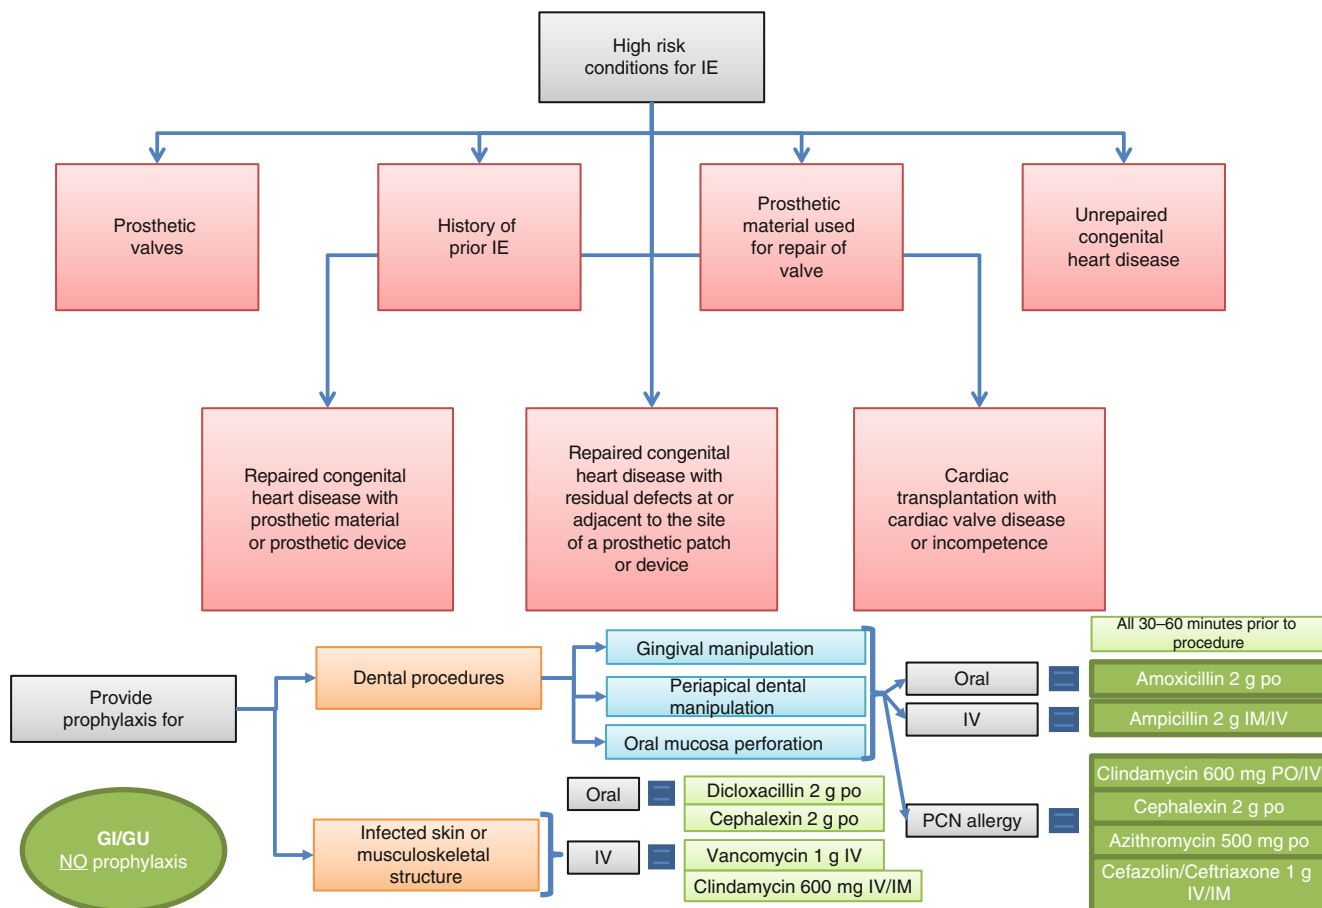 High risk
conditions for IE
Prosthetic
valves
History of
prior IE
Prosthetic
material used
for repair of
valve
Unrepaired
congenital
heart disease
Repaired congenital
heart disease with
prosthetic material
or prosthetic device
Repaired congenital
heart disease with
residual defects at or
adjacent to the site
of a prosthetic patch
or device
Cardiac
transplantation with
cardiac valve disease
or incompetence
Provide
prophylaxis for
Dental procedures
Gingival manipulation
Periapical dental
manipulation
Oral mucosa perforation
All 30–60 minutes prior to
procedure
Oral
Amoxicillin 2 g po
IV
Ampicillin 2 g IM/IV
PCN allergy
Clindamycin 600 mg PO/IV
Cephalexin 2 g po
Azithromycin 500 mg po
Cefazolin/Ceftriaxone 1 g
IV/IM
Infected skin or
musculoskeletal
structure
Oral
Dicloxacillin 2 g po
Cephalexin 2 g po
IV
Vancomycin 1 g IV
Clindamycin 600 mg IV/IM
GI/GU
NO prophylaxis